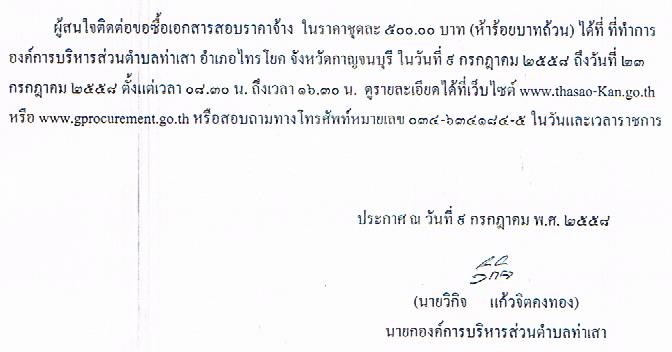 ผู้สนใจติดต่อขอซื้อเอกสารสอบราคาจ้าง ในราคาชุดละ ๕๐๐.๐๐ บาท (ห้าร้อยบาทถ้วน) ได้ที่ ที่ทำการ
องค์การบริหารส่วนตำบลท่าเสา อำเภอไทรโยค จังหวัดกาญจนบุรี ในวันที่ ๙ กรกฎาคม ๒๕๕๘ ถึงวันที่ ๒๓
กรกฎาคม ๒๕๕๘ ตั้งแต่เวลา ๐๘.๓๐ น. ถึงเวลา ๑๖.๓๐ น. ดูรายละเอียดได้ที่เว็บไซต์ www.thasao-Kan.go.th
หรือ www.gprocurement.go.th หรือสอบถามทางโทรศัพท์หมายเลข ๐๓๔-๖๓๔๑๘๔-๕ ในวันและเวลาราชการ
ประกาศ ณ วันที่ ๙ กรกฎาคม พ.ศ. ๒๕๕๘
(นายวิกิจ แก้วจิตคงทอง)
นายกองค์การบริหารส่วนตำบลท่าเสา